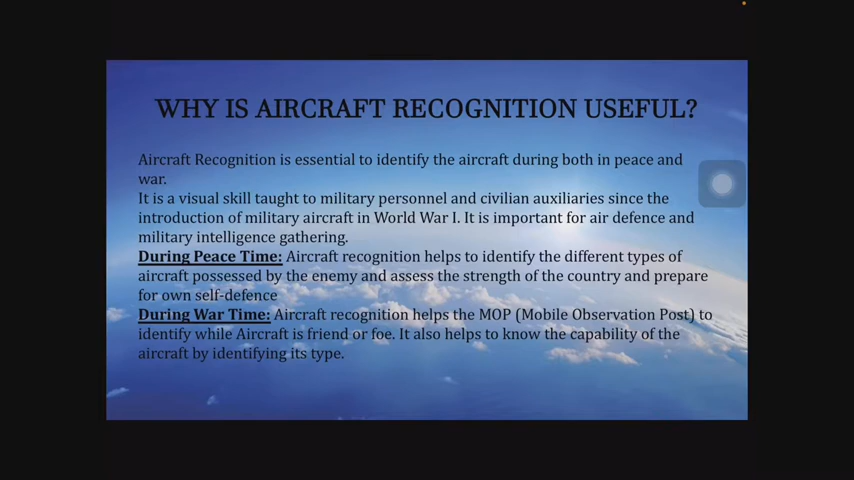 WHY IS AIRCRAFT RECOGNITION USEFUL?
Aircraft Recognition is essential to identify the aircraft during both in peace and
war.
It is a visual skill taught to military personnel and civilian auxiliaries since the
introduction of military aircraft in World War I. It is important for air defence and
military intelligence gathering.
During Peace Time: Aircraft recognition helps to identify the different types of
aircraft possessed by the enemy and assess the strength of the country and prepare
for own self-defence
During War Time: Aircraft recognition helps the MOP (Mobile Observation Post) to
identify while Aircraft is friend or foe. It also helps to know the capability of the
aircraft by identifying its type.